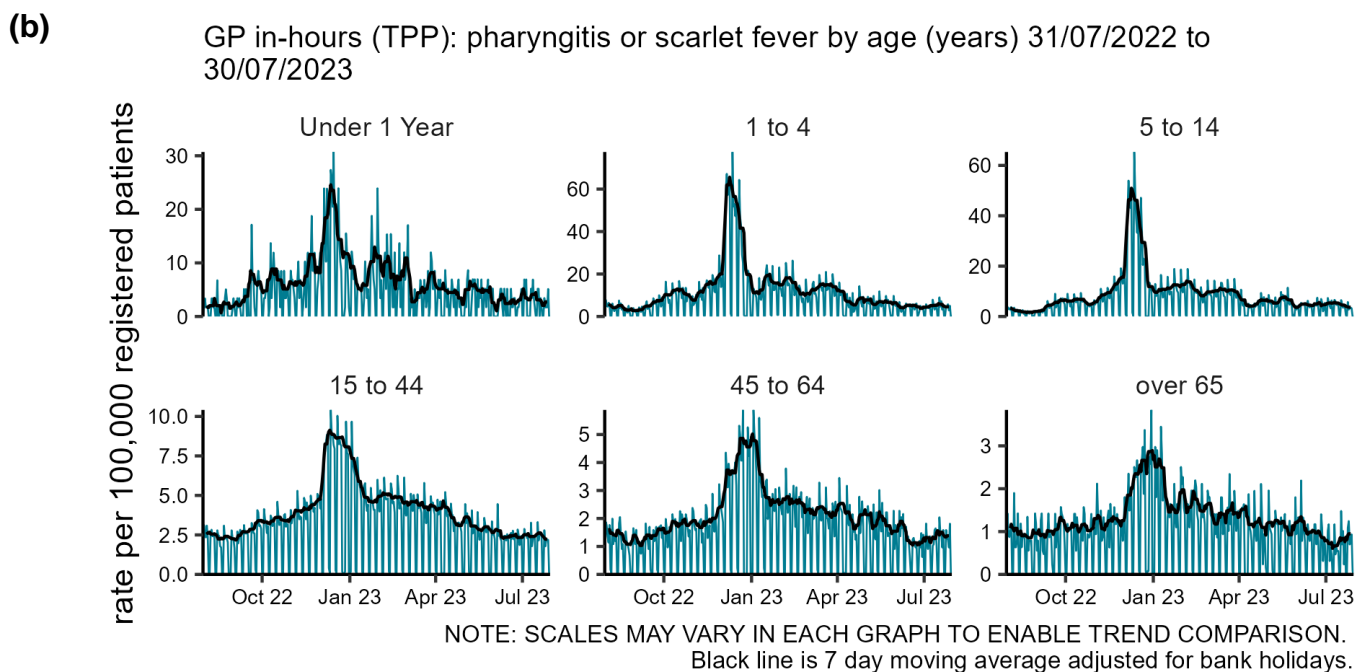 (b)
GP in-hours (TPP): pharyngitis or scarlet fever by age (years) 31/07/2022 to
30/07/2023
rate per 100,000 registered patients
Under 1 Year
30
20
10
0
1 to 4
60
40
20
0
5 to 14
60
40
20
0
15 to 44
10.0
7.5
5.0
2.5
0.0
Oct 22 Jan 23 Apr 23 Jul 23
45 to 64
5
4
3
2
1
0
Oct 22 Jan 23 Apr 23 Jul 23
over 65
3
2
1
0
Oct 22 Jan 23 Apr 23 Jul 23
NOTE: SCALES MAY VARY IN EACH GRAPH TO ENABLE TREND COMPARISON.
Black line is 7 day moving average adjusted for bank holidays.